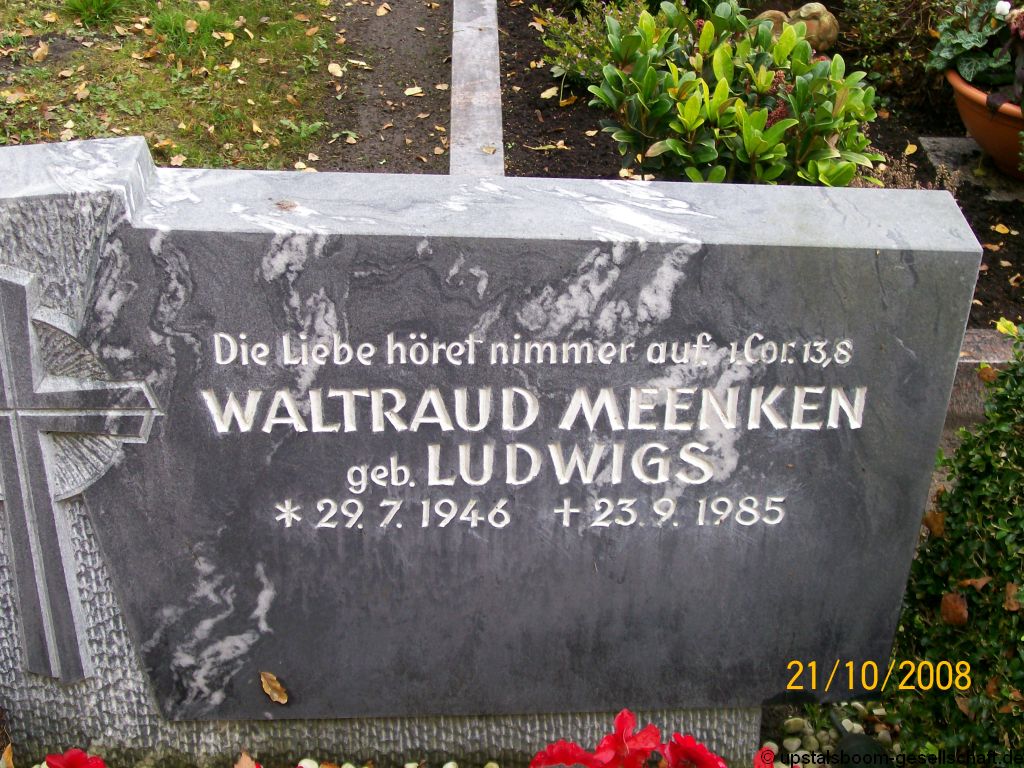 Die Liebe höret nimmer auf. 1.Cor. 13,8
WALTRAUD MEENKEN
geb. LUDWIGS
* 29. 7. 1946 + 23. 9. 1985
21/10/2008
© upstalsboom-gesellschaft.de